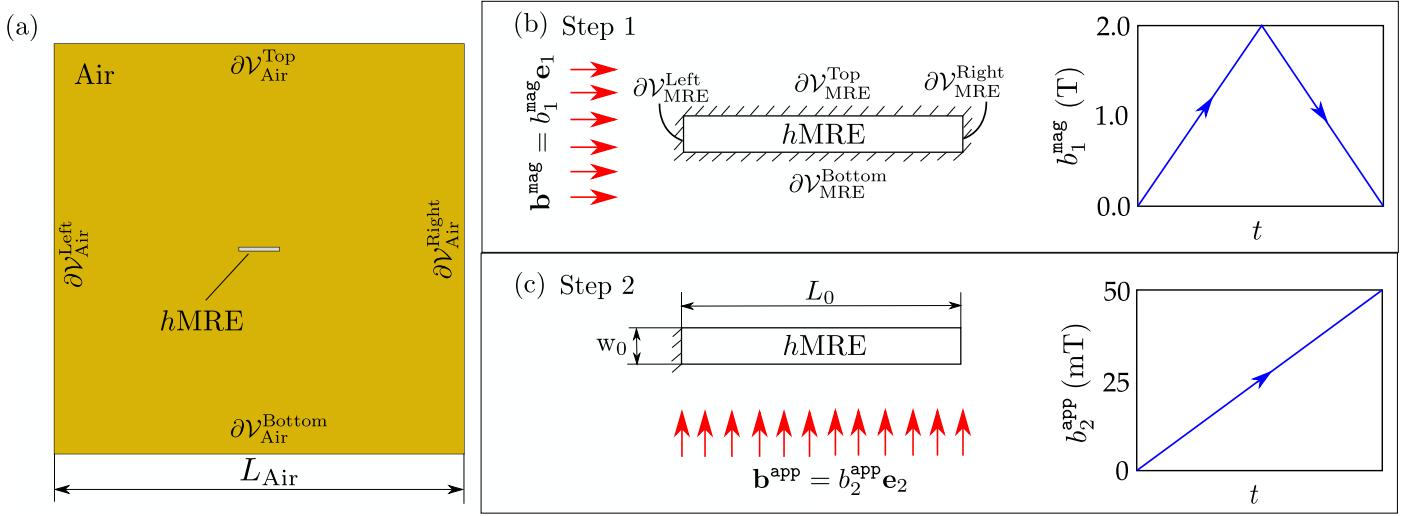 (a)
Air
∂𝒱_Air^Top
∂𝒱_Air^Left
∂𝒱_Air^Right
hMRE
∂𝒱_Air^Bottom
L_Air
(b) Step 1
b^mag = b_1^mag e_1
∂𝒱_MRE^Left
∂𝒱_MRE^Top
∂𝒱_MRE^Right
hMRE
∂𝒱_MRE^Bottom
b_1^mag (T)
2.0
1.0
0.0
t
(c) Step 2
L_0
w_0
hMRE
b^app = b_2^app e_2
b_2^app (mT)
50
25
0
t